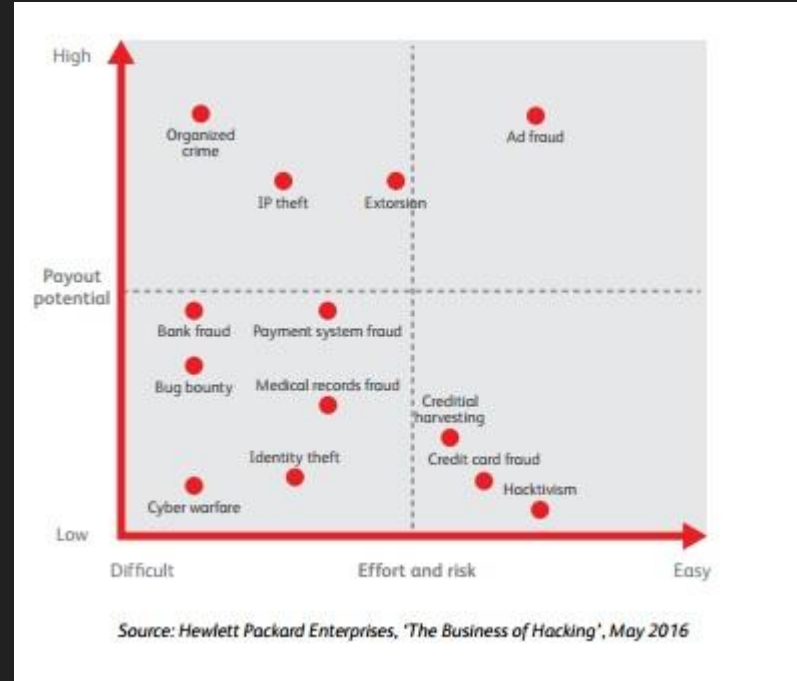 High
Organized
crime
Ad fraud
IP theft
Extorsion
Payout
potential
Bank fraud
Payment system fraud
Bug bounty
Medical records fraud
Creditial
harvesting
Identity theft
Credit card fraud
Hacktivism
Cyber warfare
Low
Difficult
Effort and risk
Easy
Source: Hewlett Packard Enterprises, 'The Business of Hacking', May 2016